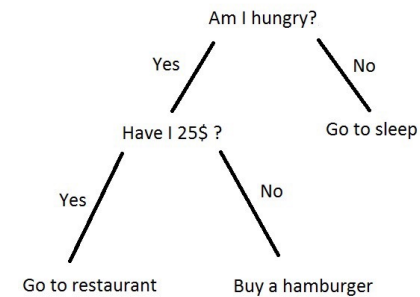 Am I hungry?
Yes
No
Have I 25$ ?
Go to sleep
Yes
No
Go to restaurant
Buy a hamburger